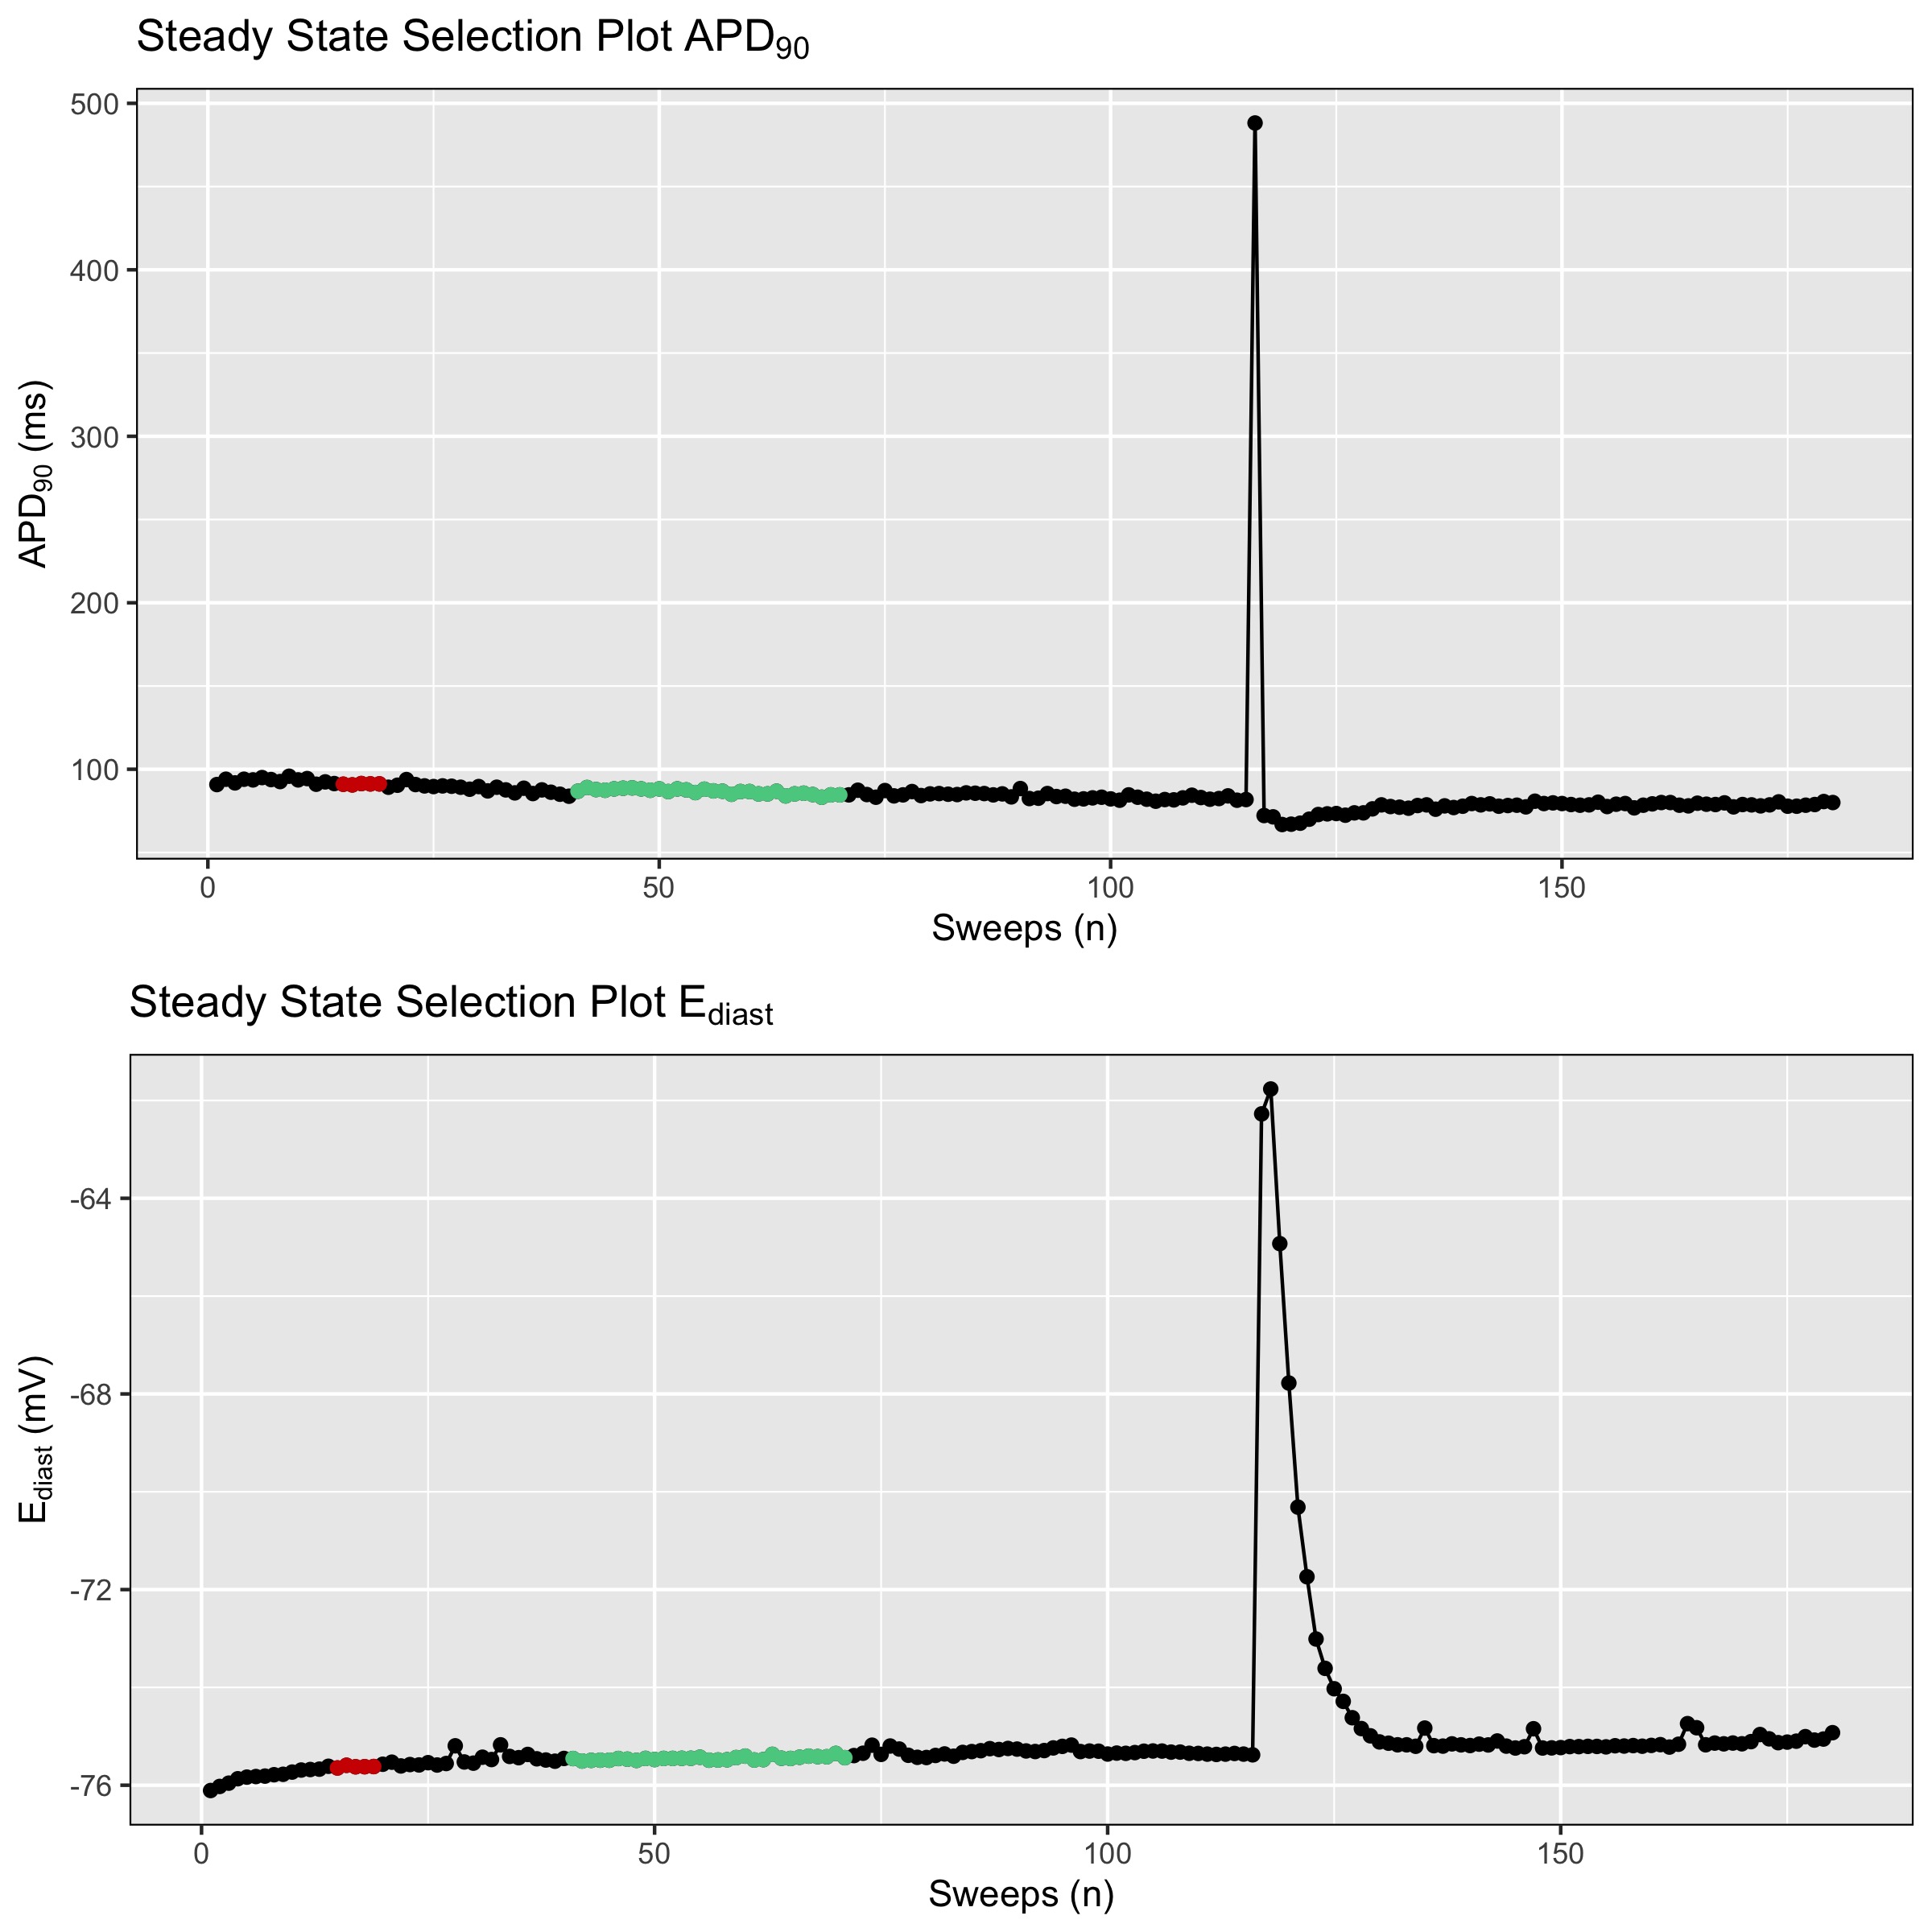 Steady State Selection Plot APD90
500
400
300
200
100
APD90 (ms)
0 50 100 150
Sweeps (n)
Steady State Selection Plot Ediast
-64
-68
-72
-76
Ediast (mV)
0 50 100 150
Sweeps (n)